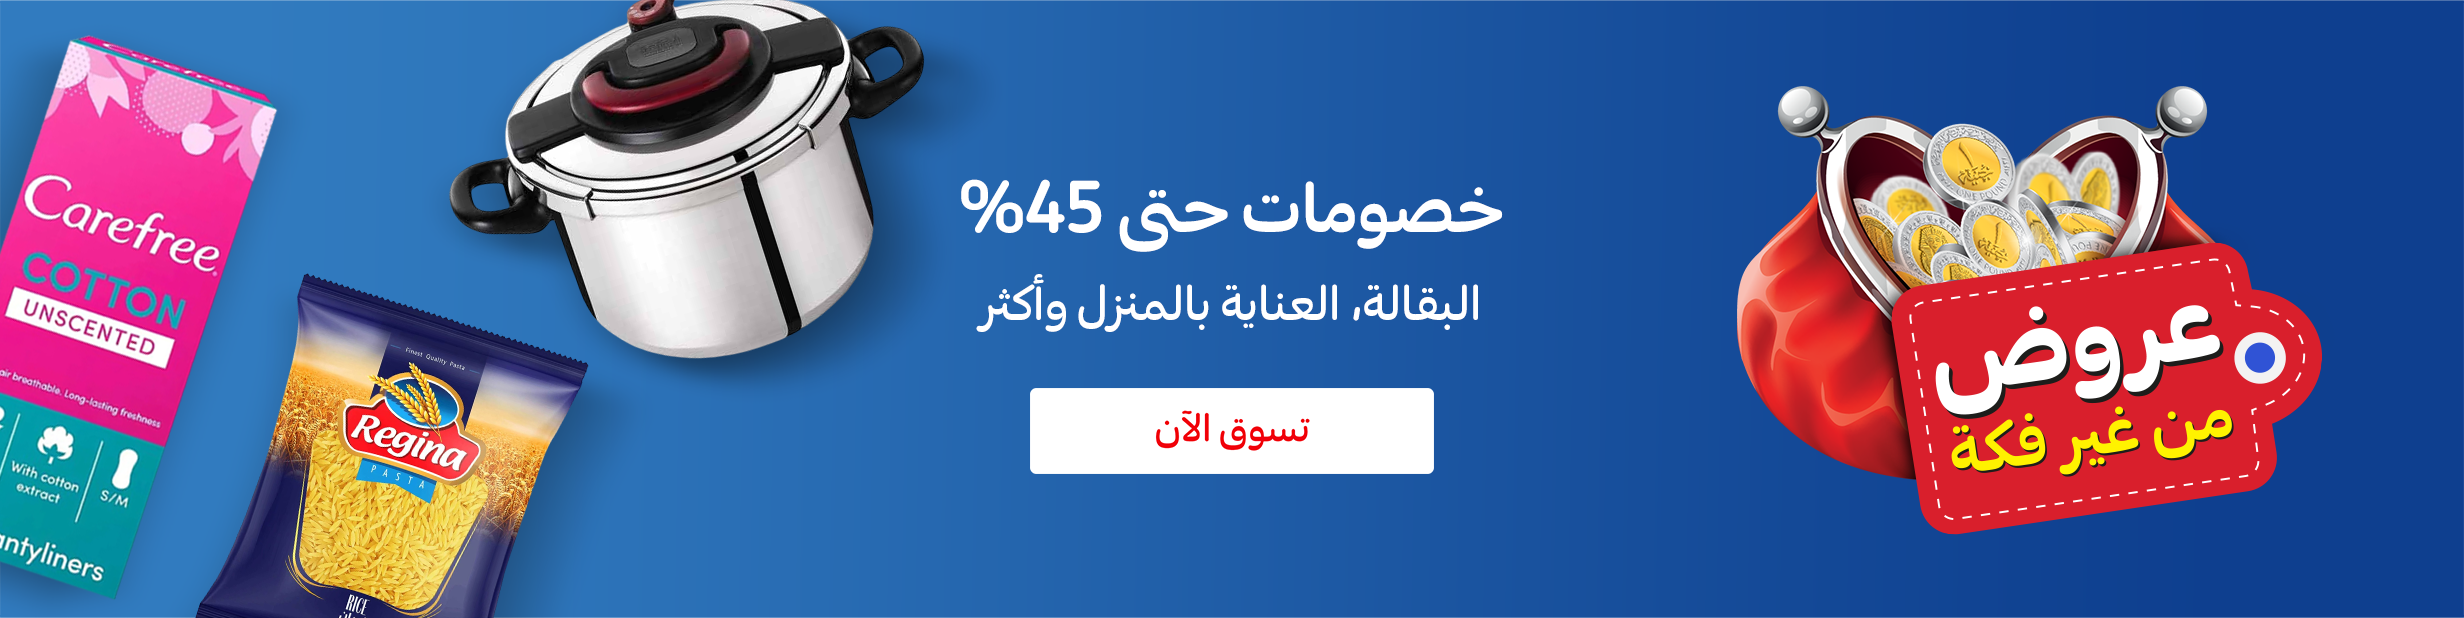 خصومات حتى 45%
البقالة، العناية بالمنزل وأكثر
تسوق الآن
عروض
من غير فكة
Carefree
COTTON
UNSCENTED
air breathable. Long-lasting freshness
With cotton
extract
S/M
antyliners
Finest Quality Pasta
Regina
PASTA
RICE